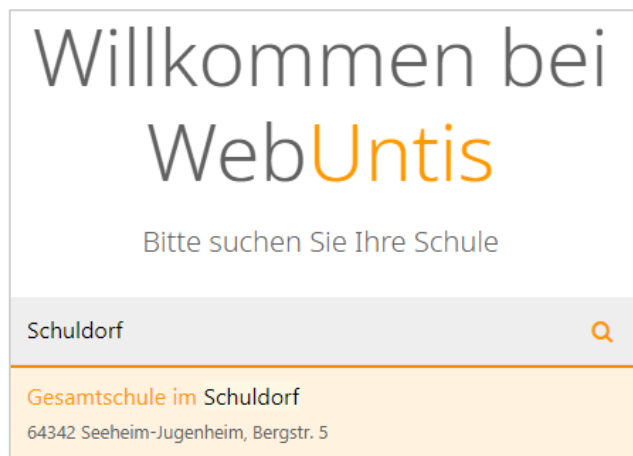 Willkommen bei
WebUntis
Bitte suchen Sie Ihre Schule
Schuldorf
Gesamtschule im Schuldorf
64342 Seeheim-Jugenheim, Bergstr. 5